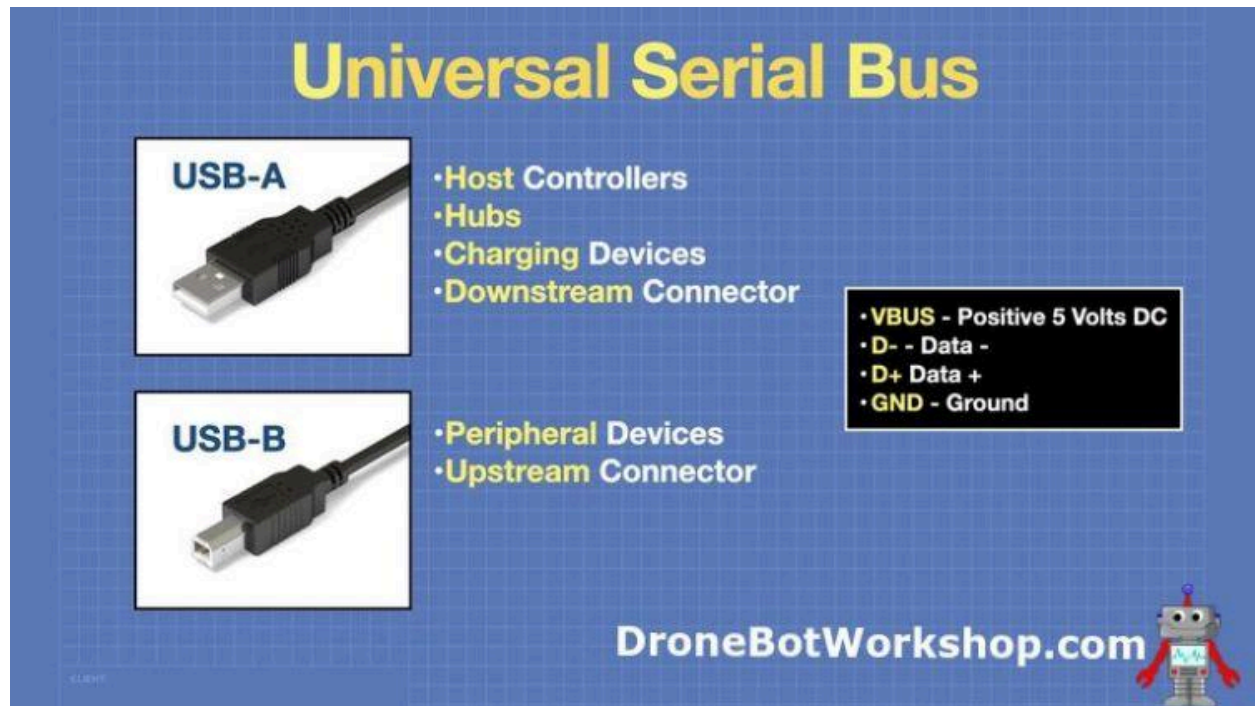 Universal Serial Bus
USB-A
•Host Controllers
•Hubs
•Charging Devices
•Downstream Connector
•VBUS - Positive 5 Volts DC
•D- - Data -
•D+ Data +
•GND - Ground
USB-B
•Peripheral Devices
•Upstream Connector
DroneBotWorkshop.com